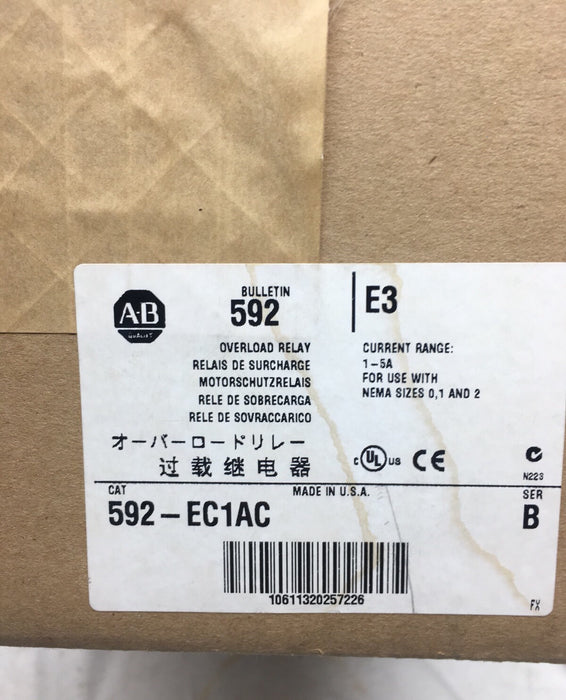 A-B
QUALITY
BULLETIN
592
E3
OVERLOAD RELAY
RELAIS DE SURCHARGE
MOTORSCHUTZRELAIS
RELE DE SOBRECARGA
RELE DE SOVRACCARICO
オーバーロードリレー
过载继电器
CURRENT RANGE:
1-5A
FOR USE WITH
NEMA SIZES 0,1 AND 2
c UL US CE
N223
CAT
MADE IN U.S.A.
SER
592-EC1AC
B
10611320257226
FX